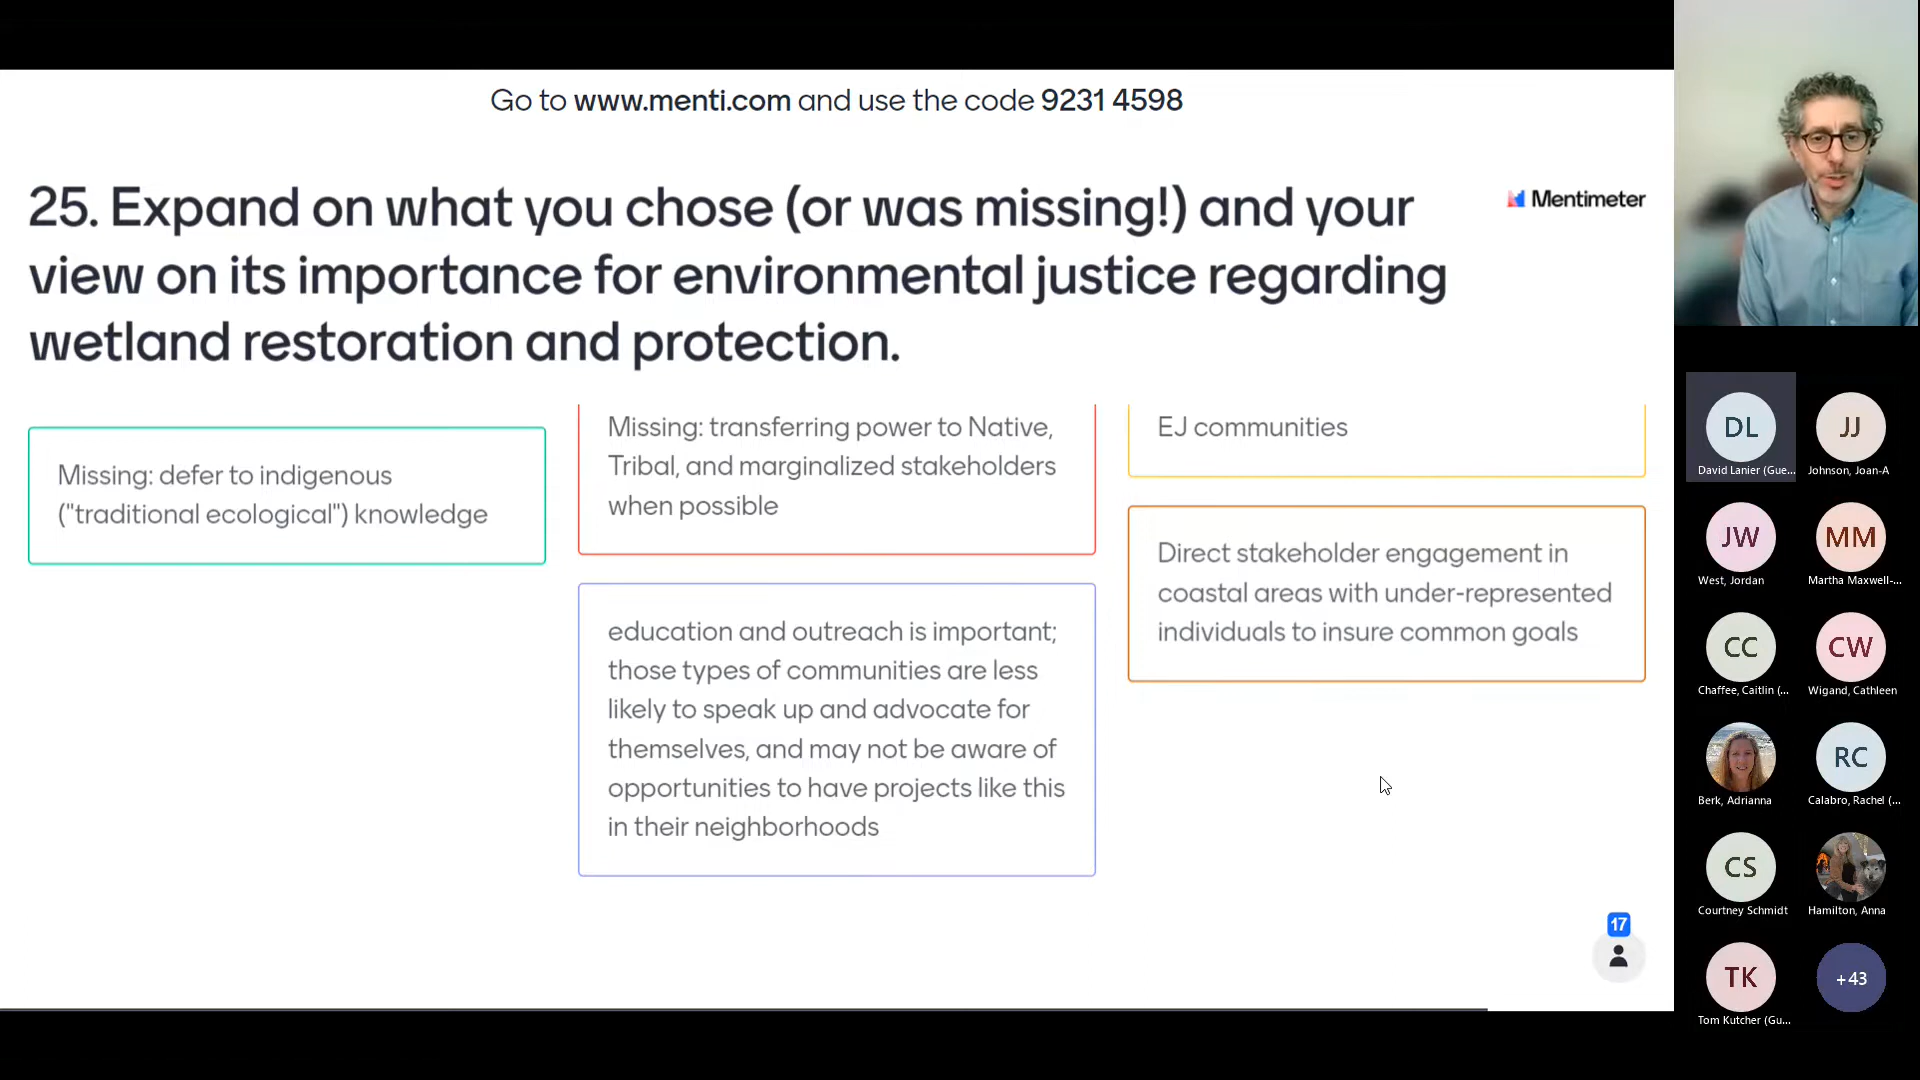 Go to www.menti.com and use the code 9231 4598
25. Expand on what you chose (or was missing!) and your
view on its importance for environmental justice regarding
wetland restoration and protection.
Mentimeter
Missing: defer to indigenous
("traditional ecological") knowledge
Missing: transferring power to Native,
Tribal, and marginalized stakeholders
when possible
education and outreach is important;
those types of communities are less
likely to speak up and advocate for
themselves, and may not be aware of
opportunities to have projects like this
in their neighborhoods
EJ communities
Direct stakeholder engagement in
coastal areas with under-represented
individuals to insure common goals
17
DL
David Lanier (Gue...
JJ
Johnson, Joan-A
JW
West, Jordan
MM
Martha Maxwell-...
CC
Chaffee, Caitlin (...
CW
Wigand, Cathleen
Berk, Adrianna
RC
Calabro, Rachel (...
CS
Courtney Schmidt
Hamilton, Anna
TK
Tom Kutcher (Gu...
+43